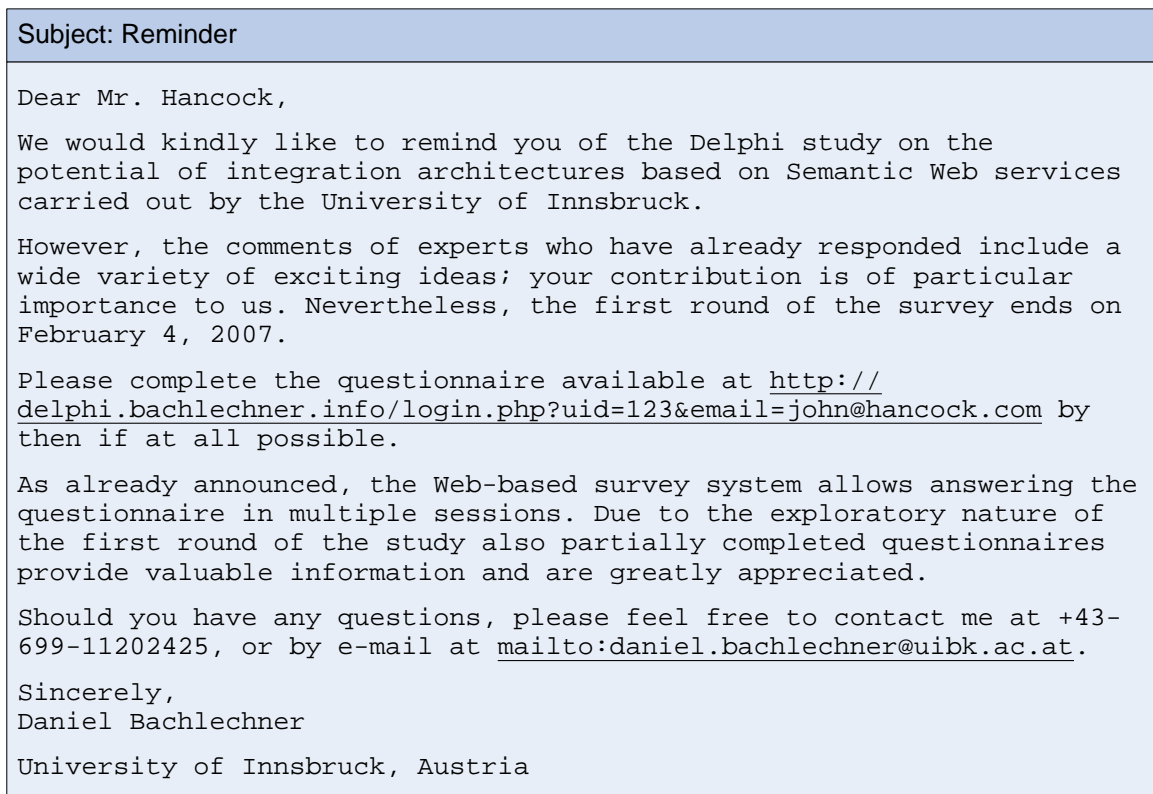 Subject: Reminder
Dear Mr. Hancock,
We would kindly like to remind you of the Delphi study on the
potential of integration architectures based on Semantic Web services
carried out by the University of Innsbruck.
However, the comments of experts who have already responded include a
wide variety of exciting ideas; your contribution is of particular
importance to us. Nevertheless, the first round of the survey ends on
February 4, 2007.
Please complete the questionnaire available at http://
delphi.bachlechner.info/login.php?uid=123&email=john@hancock.com by
then if at all possible.
As already announced, the Web-based survey system allows answering the
questionnaire in multiple sessions. Due to the exploratory nature of
the first round of the study also partially completed questionnaires
provide valuable information and are greatly appreciated.
Should you have any questions, please feel free to contact me at +43-
699-11202425, or by e-mail at mailto:daniel.bachlechner@uibk.ac.at.
Sincerely,
Daniel Bachlechner
University of Innsbruck, Austria